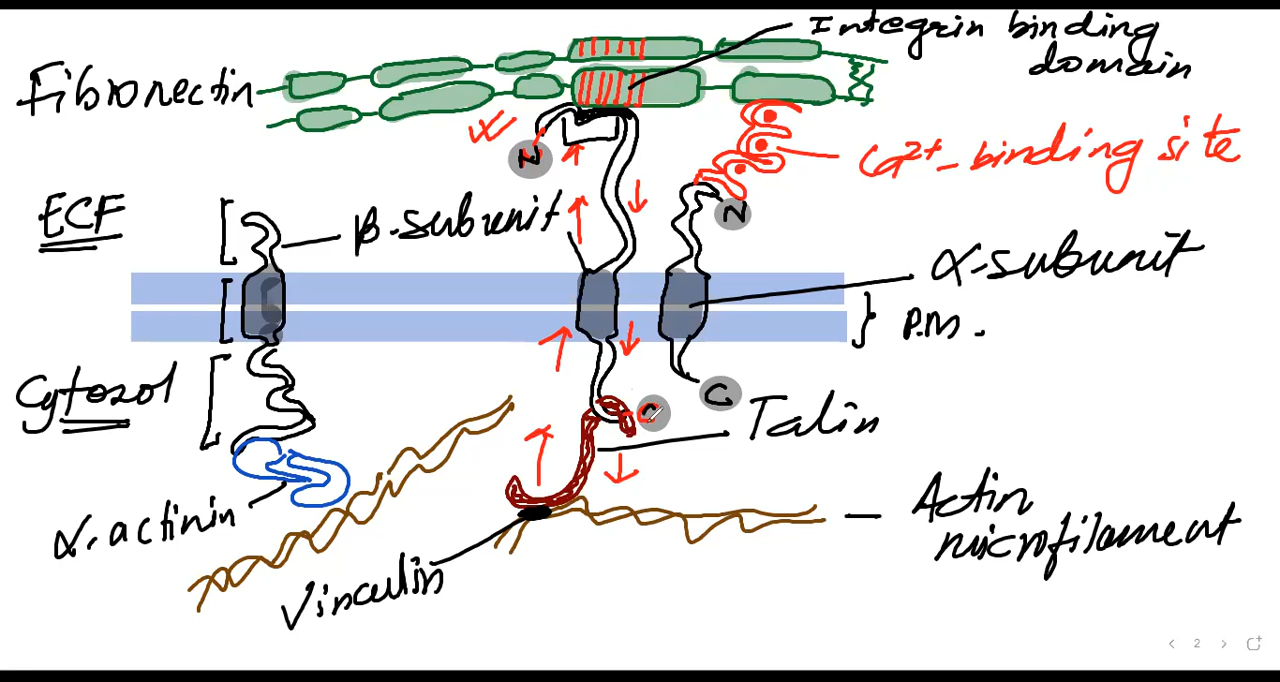 Integrin binding
domain
Fibronectin
N
Ca2+-binding site
N
ECF
β-subunit
α-subunit
P.M.
Cytosol
C
C
Talin
α-actinin
Actin
microfilament
Vinculin
2